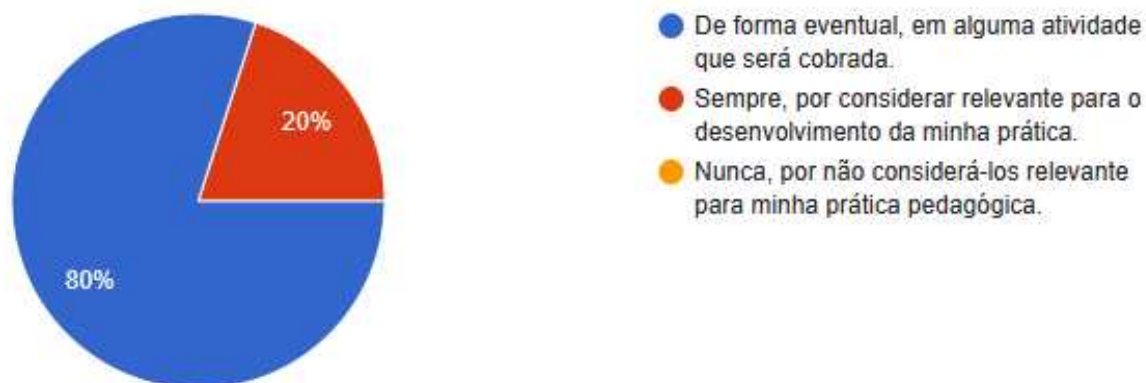 De forma eventual, em alguma atividade
que será cobrada.
Sempre, por considerar relevante para o
desenvolvimento da minha prática.
Nunca, por não considerá-los relevante
para minha prática pedagógica.
20%
80%